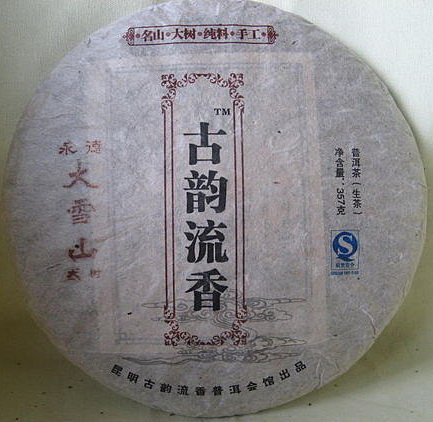 名山·大树·纯料·手工
TM
古韵流香
永德
大雪山
古树
普洱茶（生茶）
净含量：357克
昆明古韵流香普洱会馆出品